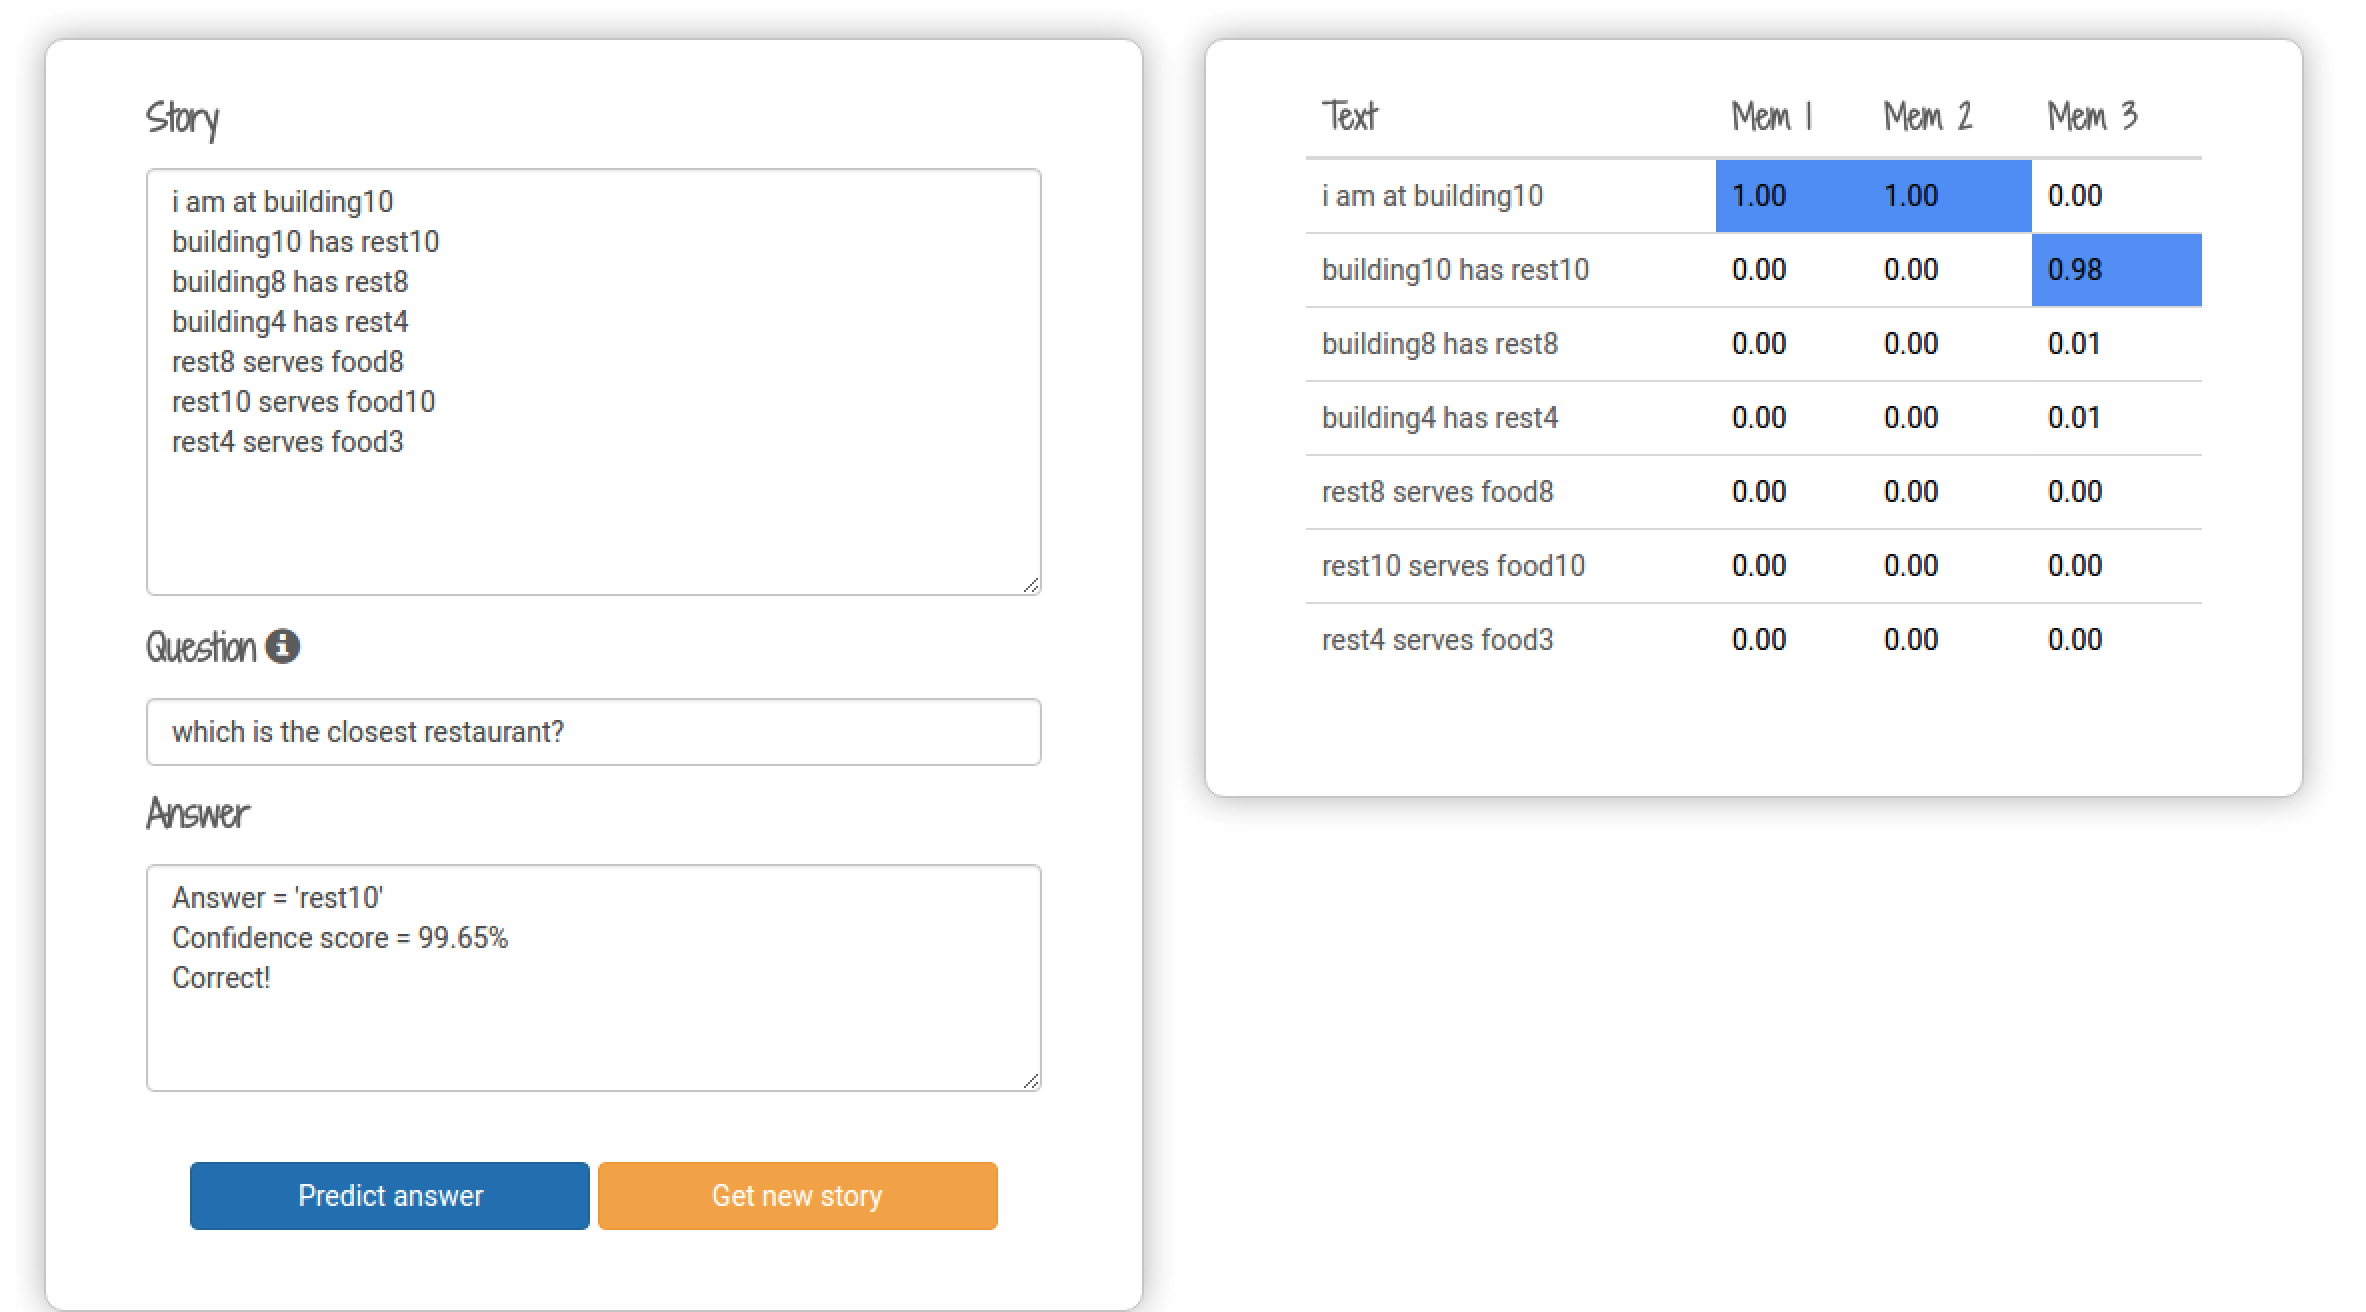 Story
i am at building10
building10 has rest10
building8 has rest8
building4 has rest4
rest8 serves food8
rest10 serves food10
rest4 serves food3
Question
which is the closest restaurant?
Answer
Answer = 'rest10'
Confidence score = 99.65%
Correct!
Predict answer Get new story
Text Mem 1 Mem 2 Mem 3
i am at building10 1.00 1.00 0.00
building10 has rest10 0.00 0.00 0.98
building8 has rest8 0.00 0.00 0.01
building4 has rest4 0.00 0.00 0.01
rest8 serves food8 0.00 0.00 0.00
rest10 serves food10 0.00 0.00 0.00
rest4 serves food3 0.00 0.00 0.00